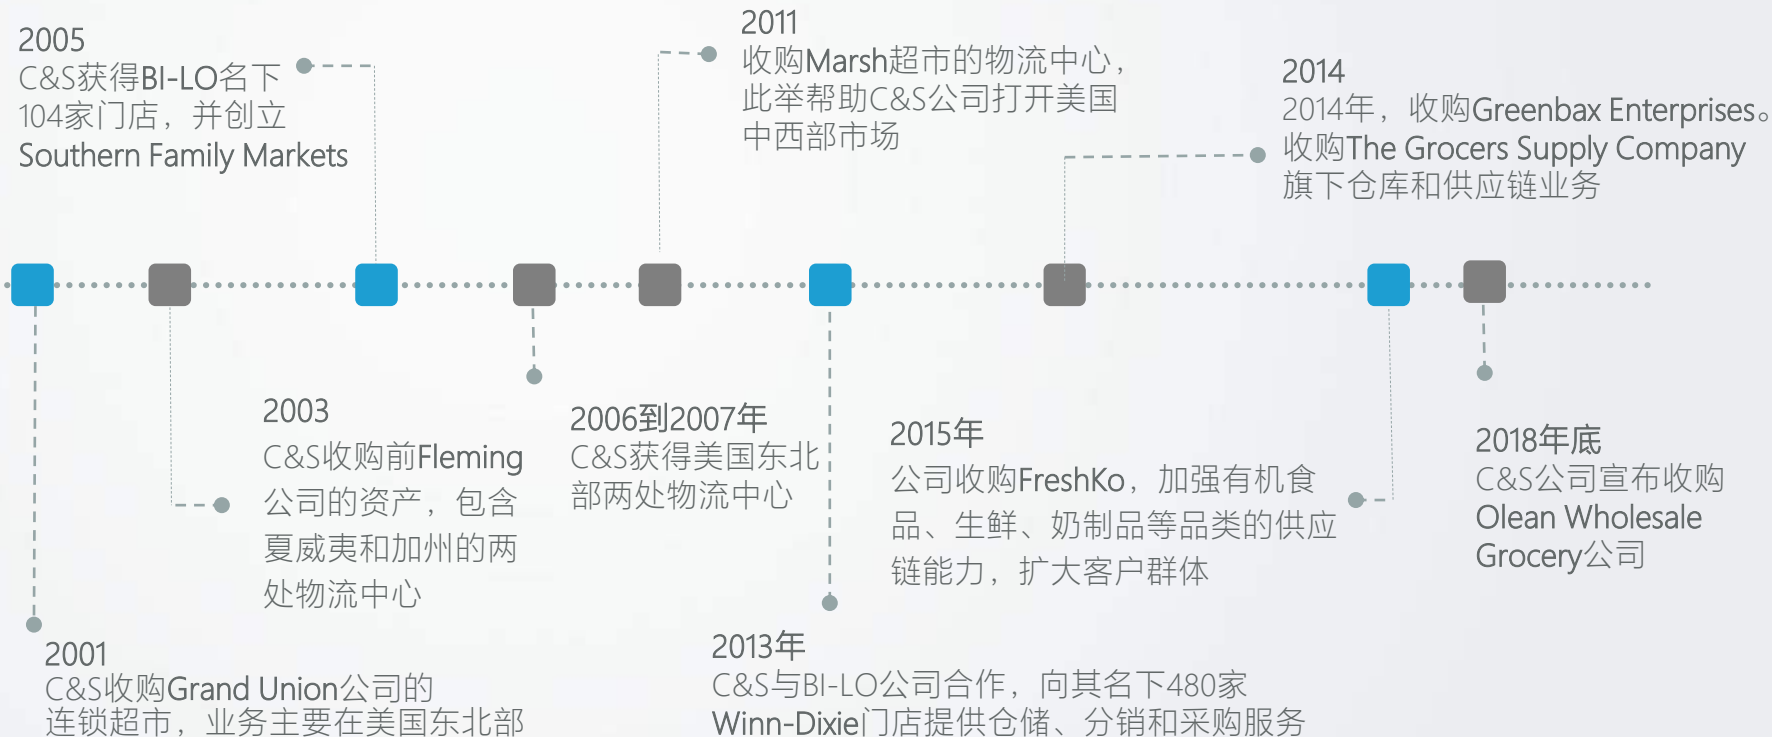 2005
C&S获得BI-LO名下
104家门店，并创立
Southern Family Markets
2011
收购Marsh超市的物流中心，
此举帮助C&S公司打开美国
中西部市场
2014
2014年，收购Greenbax Enterprises。
收购The Grocers Supply Company
旗下仓库和供应链业务
2003
C&S收购前Fleming
公司的资产，包含
夏威夷和加州的两
处物流中心
2006到2007年
C&S获得美国东北
部两处物流中心
2015年
公司收购FreshKo，加强有机食
品、生鲜、奶制品等品类的供应
链能力，扩大客户群体
2018年底
C&S公司宣布收购
Olean Wholesale
Grocery公司
2001
C&S收购Grand Union公司的
连锁超市，业务主要在美国东北部
2013年
C&S与BI-LO公司合作，向其名下480家
Winn-Dixie门店提供仓储、分销和采购服务